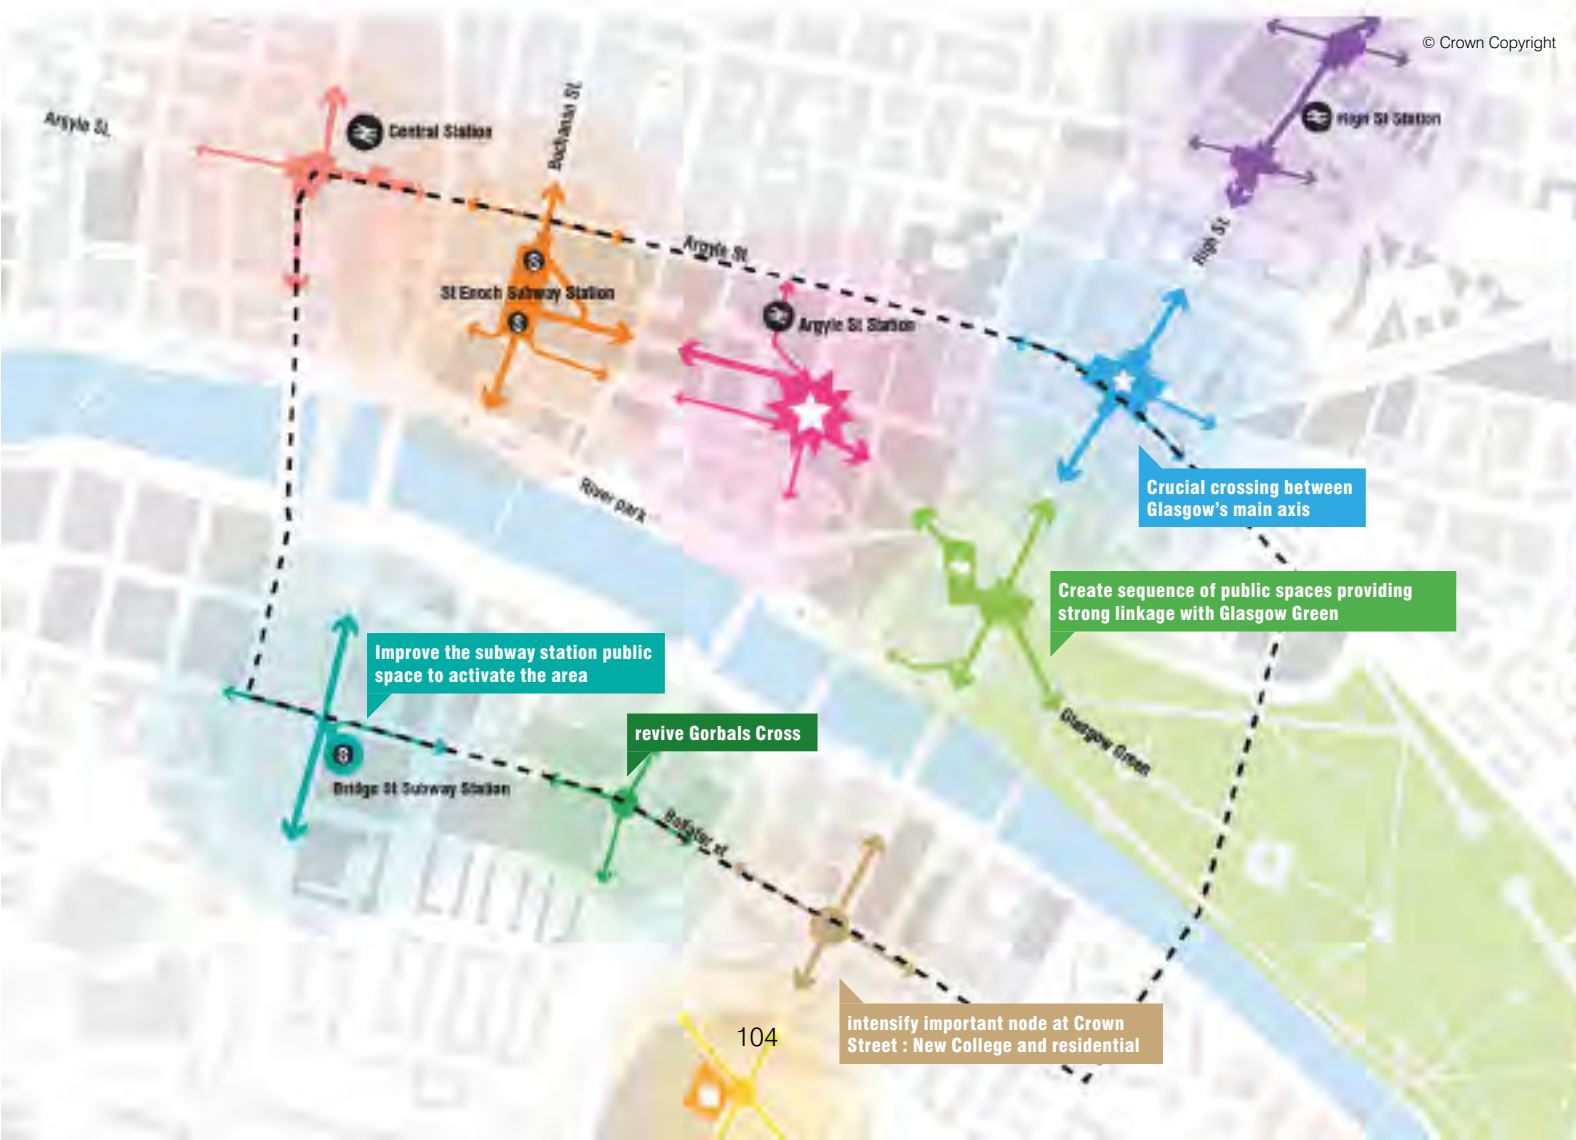 © Crown Copyright
Argyle St.
Central Station
Buchanan St.
High St Station
High St.
Argyle St.
St Enoch Subway Station
Argyle St Station
River park
Crucial crossing between
Glasgow's main axis
Create sequence of public spaces providing
strong linkage with Glasgow Green
Improve the subway station public
space to activate the area
revive Gorbals Cross
Glasgow Green
Bridge St Subway Station
intensify important node at Crown
Street : New College and residential
104